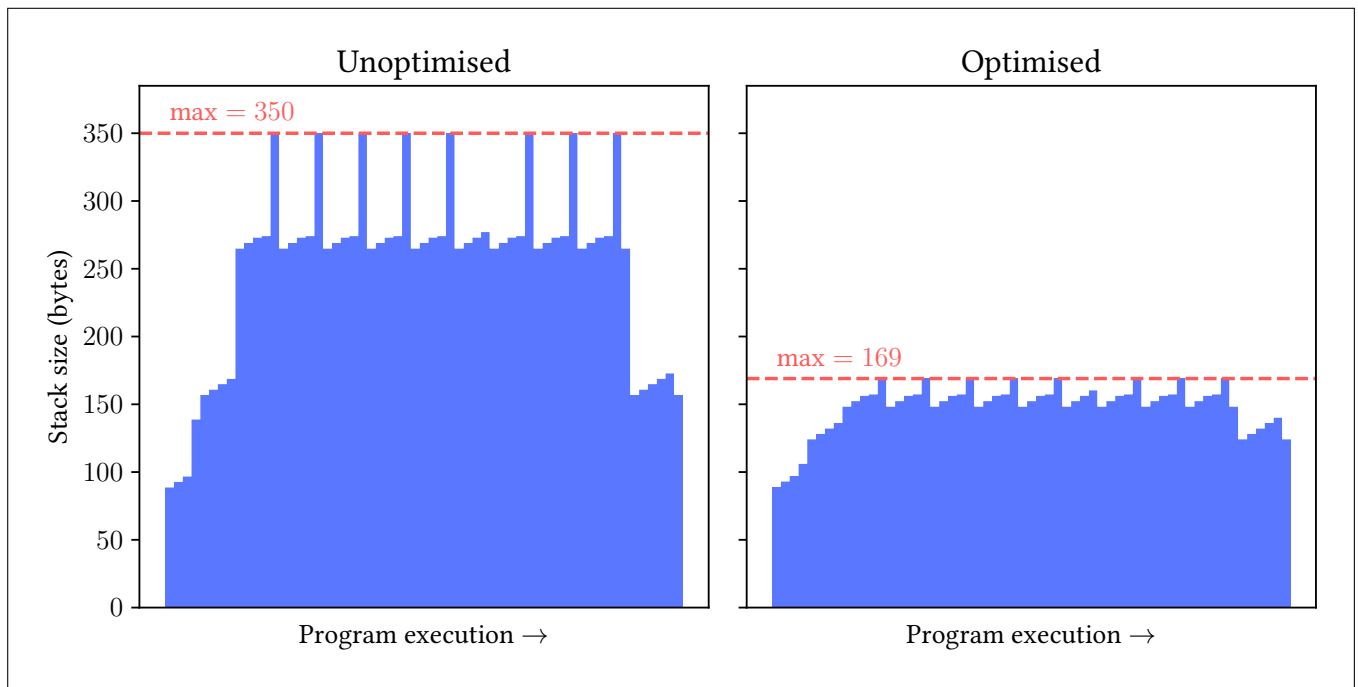 Unoptimised
Optimised
max = 350
max = 169
Stack size (bytes)
350
300
250
200
150
100
50
0
Program execution →
Program execution →